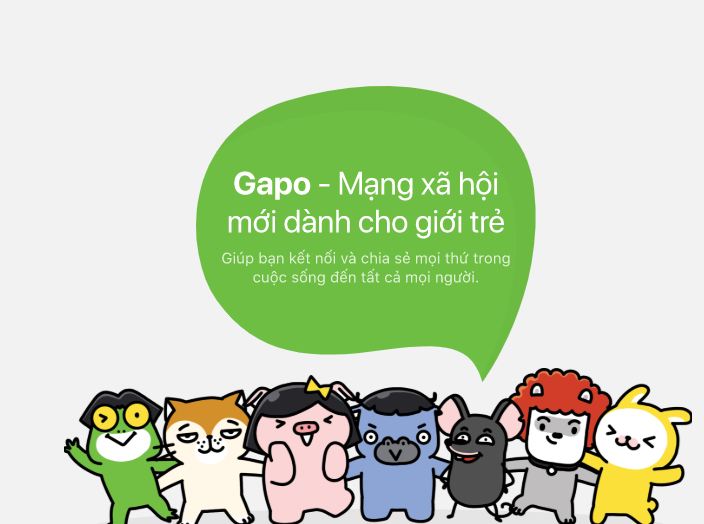 Gapo - Mạng xã hội
mới dành cho giới trẻ
Giúp bạn kết nối và chia sẻ mọi thứ trong
cuộc sống đến tất cả mọi người.